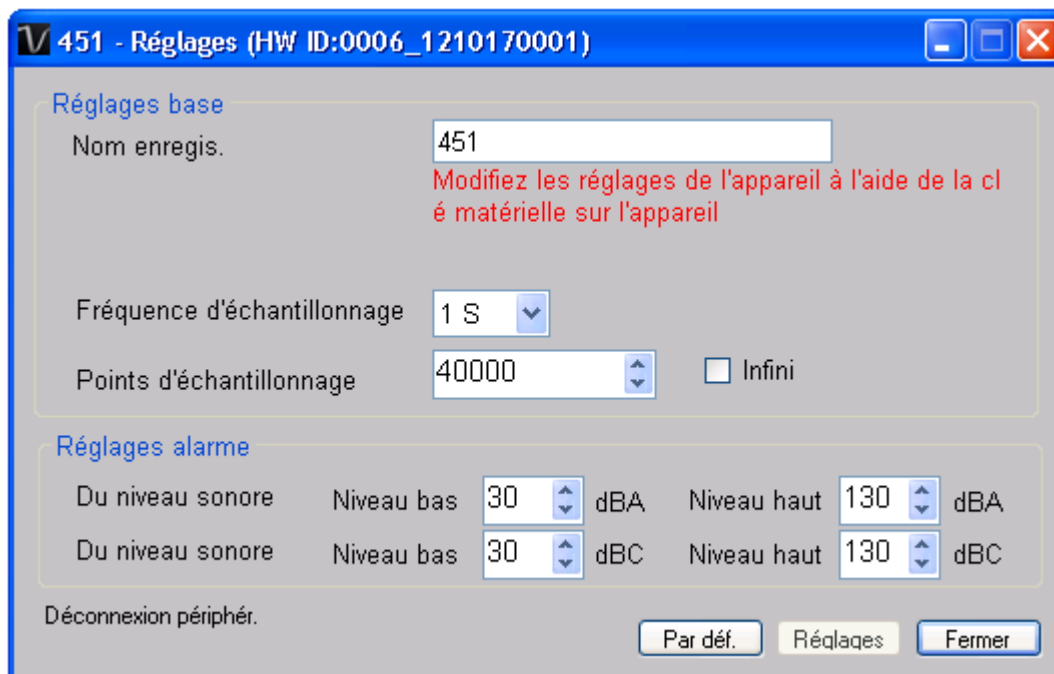 451 - Réglages (HW ID:0006_1210170001)
Réglages base
Nom enregis. 451
Modifiez les réglages de l'appareil à l'aide de la cl
é matérielle sur l'appareil
Fréquence d'échantillonnage 1 S
Points d'échantillonnage 40000 Infini
Réglages alarme
Du niveau sonore Niveau bas 30 dBA Niveau haut 130 dBA
Du niveau sonore Niveau bas 30 dBC Niveau haut 130 dBC
Déconnexion périphér.
Par déf. Réglages Fermer